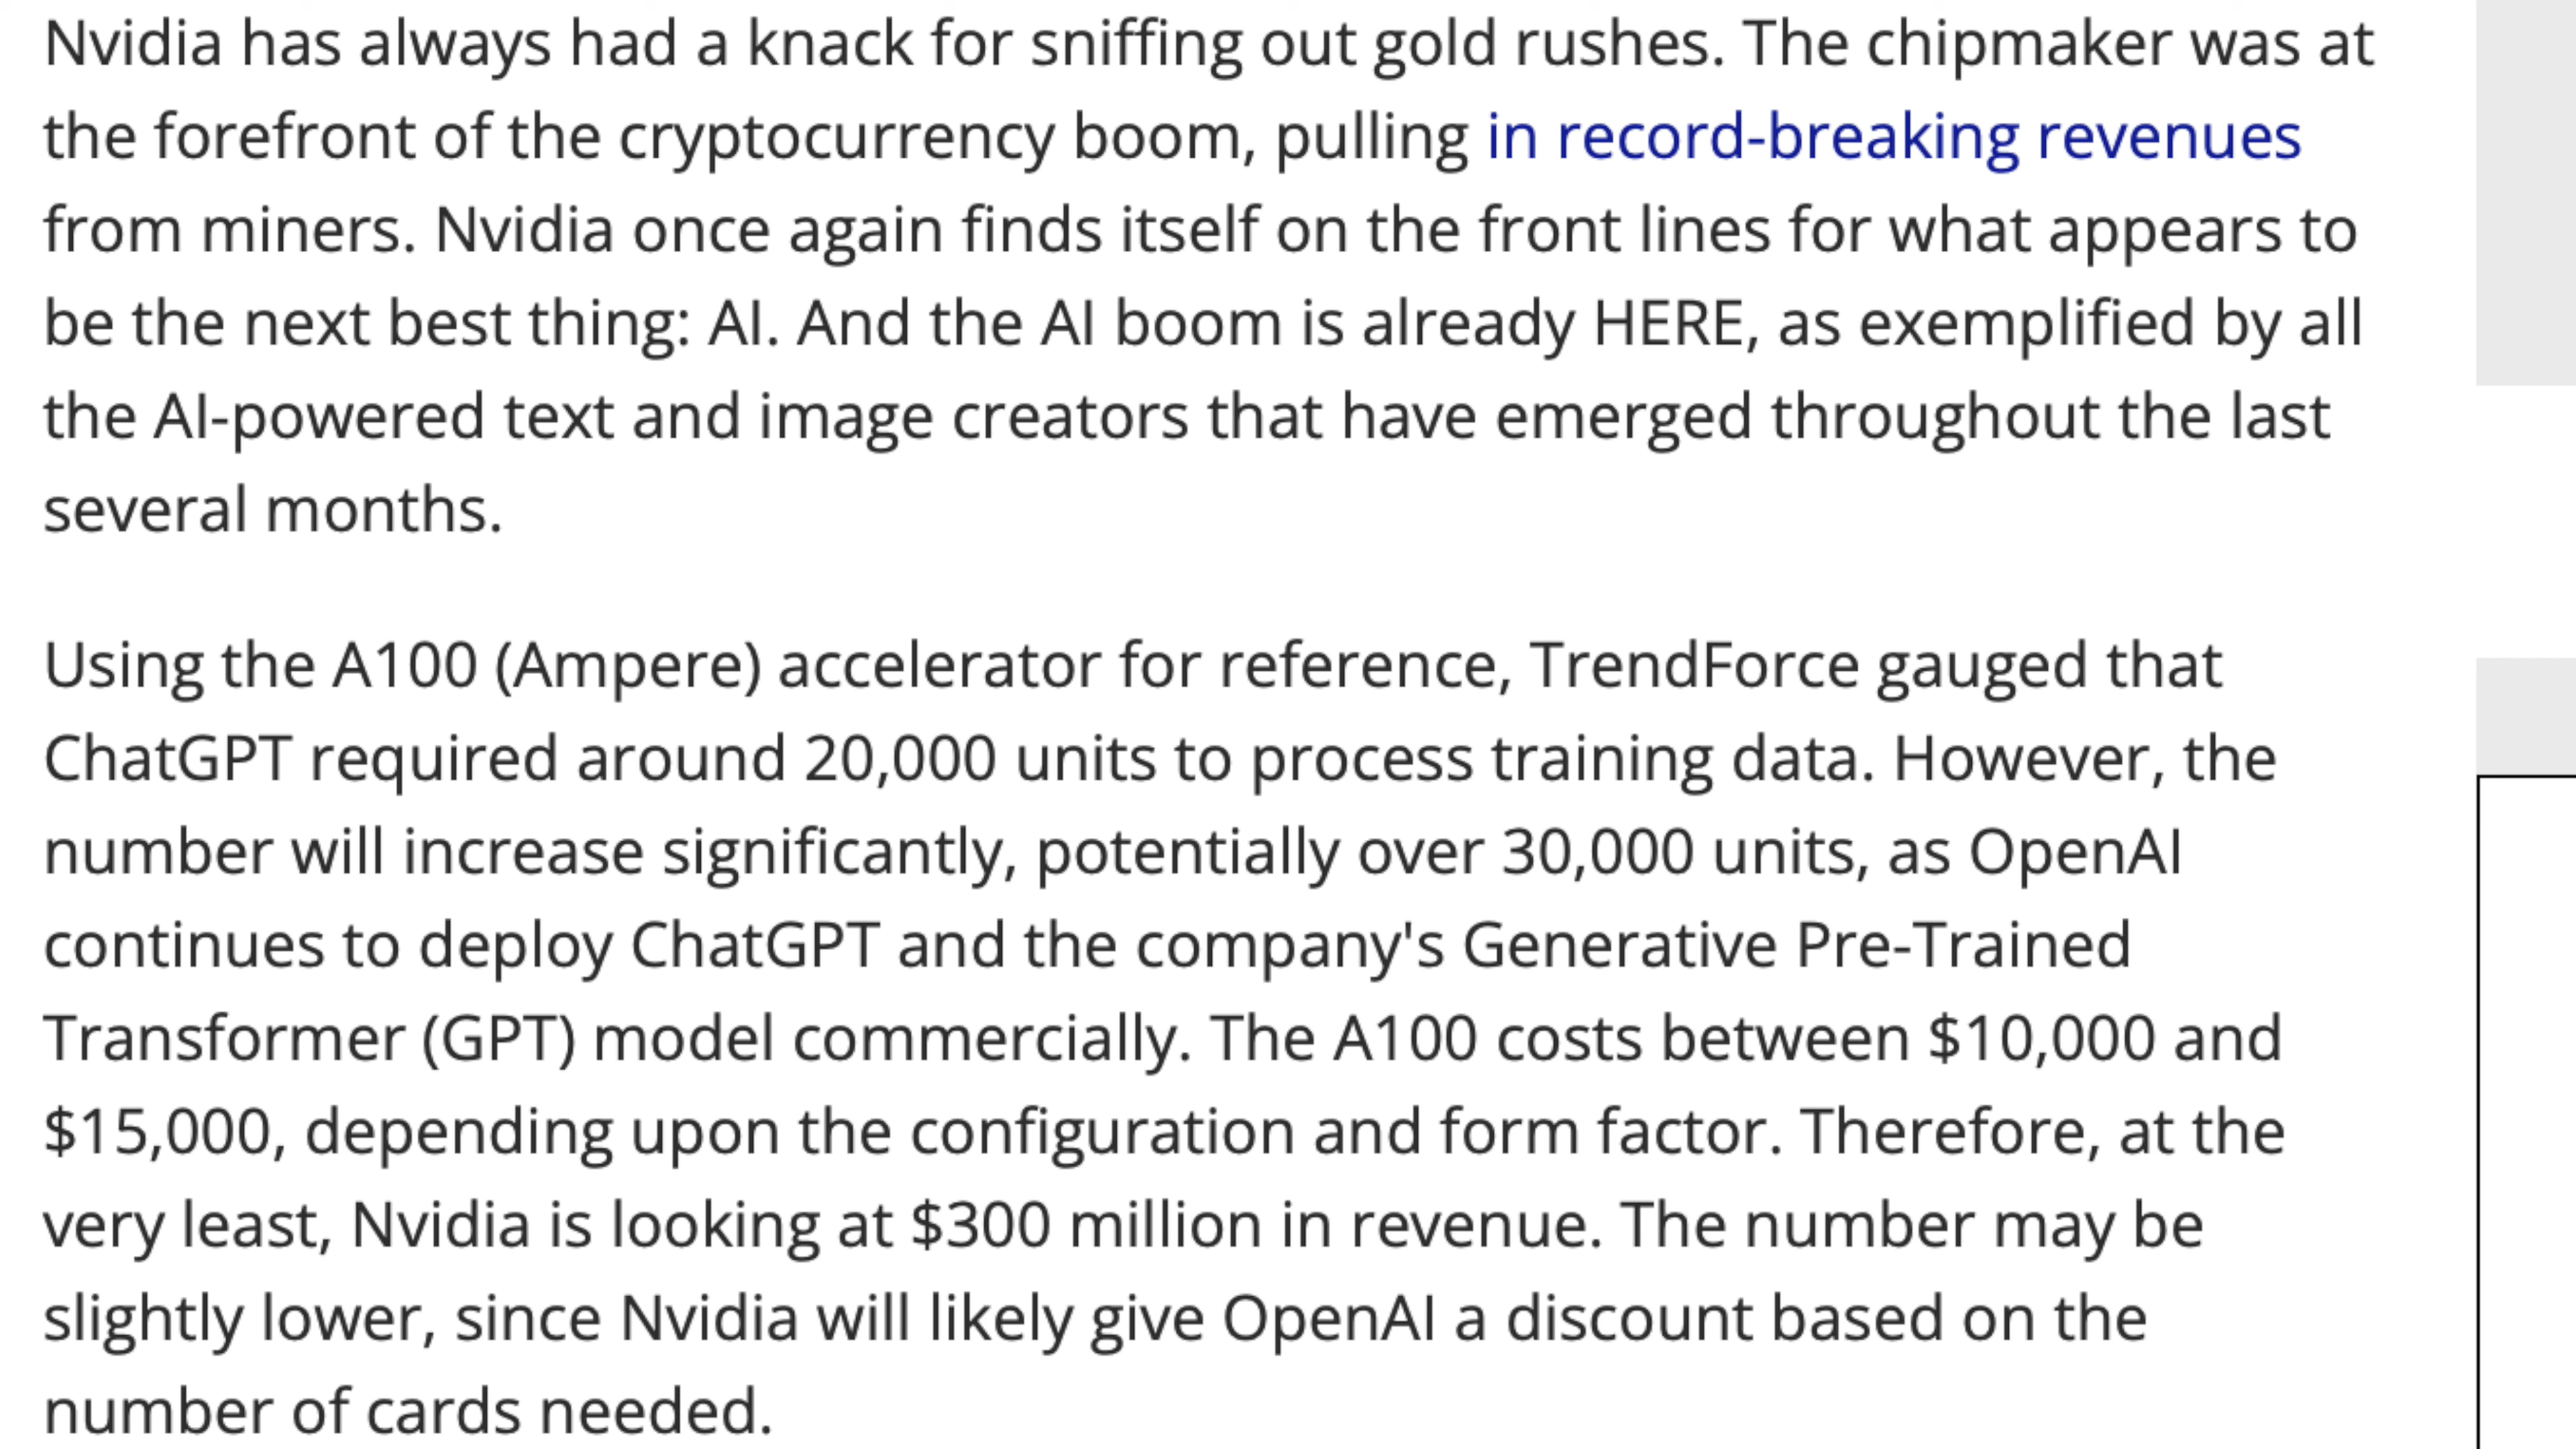 Nvidia has always had a knack for sniffing out gold rushes. The chipmaker was at
the forefront of the cryptocurrency boom, pulling in record-breaking revenues
from miners. Nvidia once again finds itself on the front lines for what appears to
be the next best thing: AI. And the AI boom is already HERE, as exemplified by all
the AI-powered text and image creators that have emerged throughout the last
several months.
Using the A100 (Ampere) accelerator for reference, TrendForce gauged that
ChatGPT required around 20,000 units to process training data. However, the
number will increase significantly, potentially over 30,000 units, as OpenAI
continues to deploy ChatGPT and the company's Generative Pre-Trained
Transformer (GPT) model commercially. The A100 costs between $10,000 and
$15,000, depending upon the configuration and form factor. Therefore, at the
very least, Nvidia is looking at $300 million in revenue. The number may be
slightly lower, since Nvidia will likely give OpenAI a discount based on the
number of cards needed.